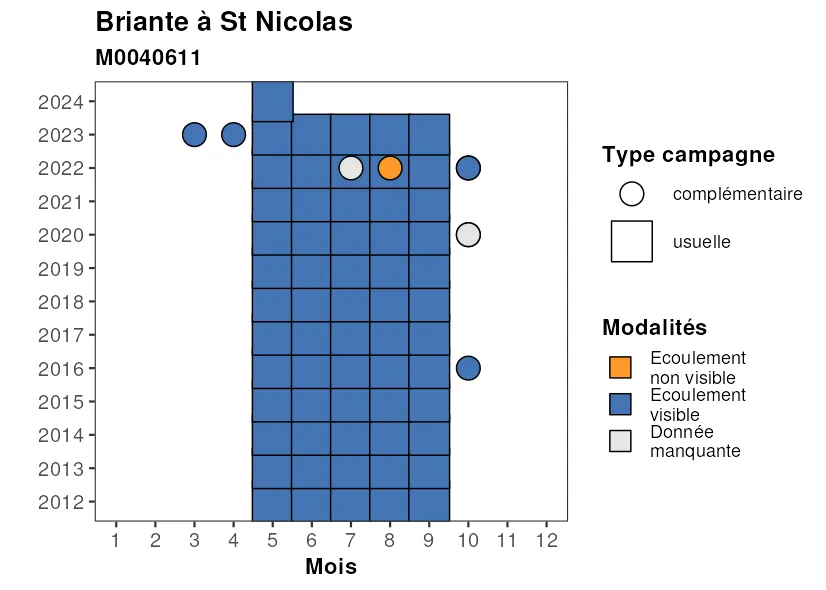 Briante à St Nicolas
M0040611
2024
2023
2022
2021
2020
2019
2018
2017
2016
2015
2014
2013
2012
1 2 3 4 5 6 7 8 9 10 11 12
Mois
Type campagne
complémentaire
usuelle
Modalités
Ecoulement
non visible
Ecoulement
visible
Donnée
manquante